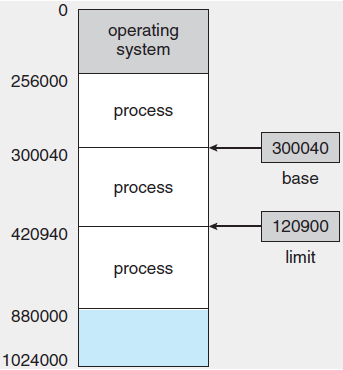 0
operating
system
256000
process
300040
300040
base
process
420940
120900
limit
process
880000
1024000